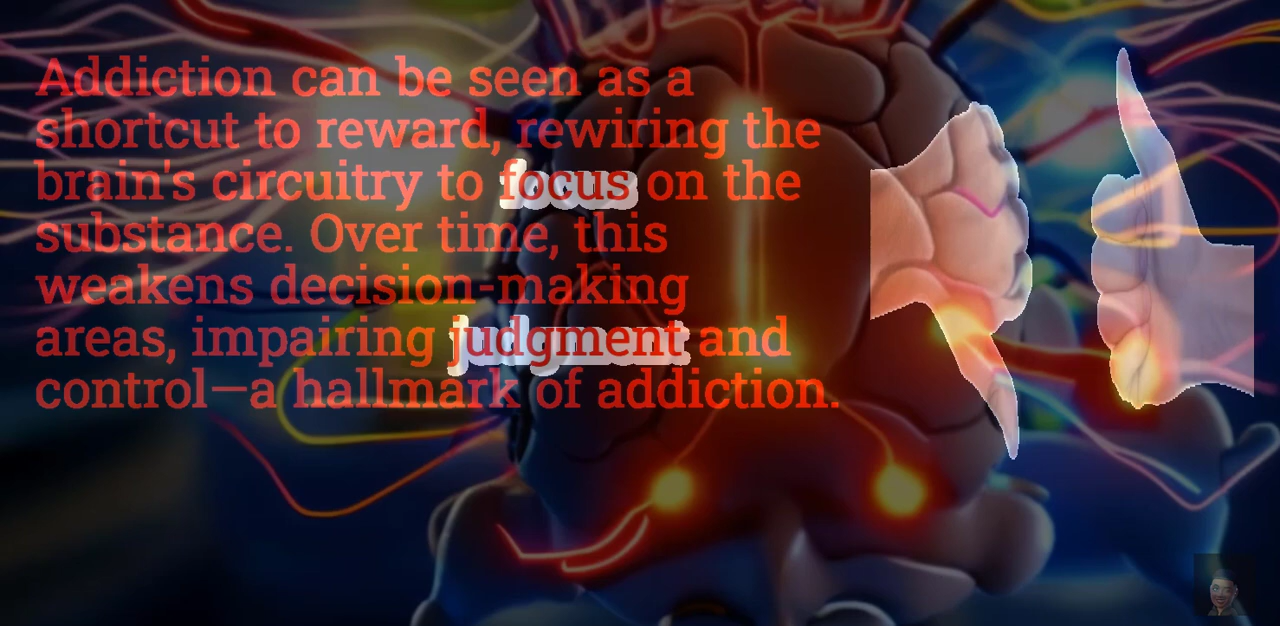 Addiction can be seen as a
shortcut to reward, rewiring the
brain's circuitry to focus on the
substance. Over time, this
weakens decision-making
areas, impairing judgment and
control—a hallmark of addiction.